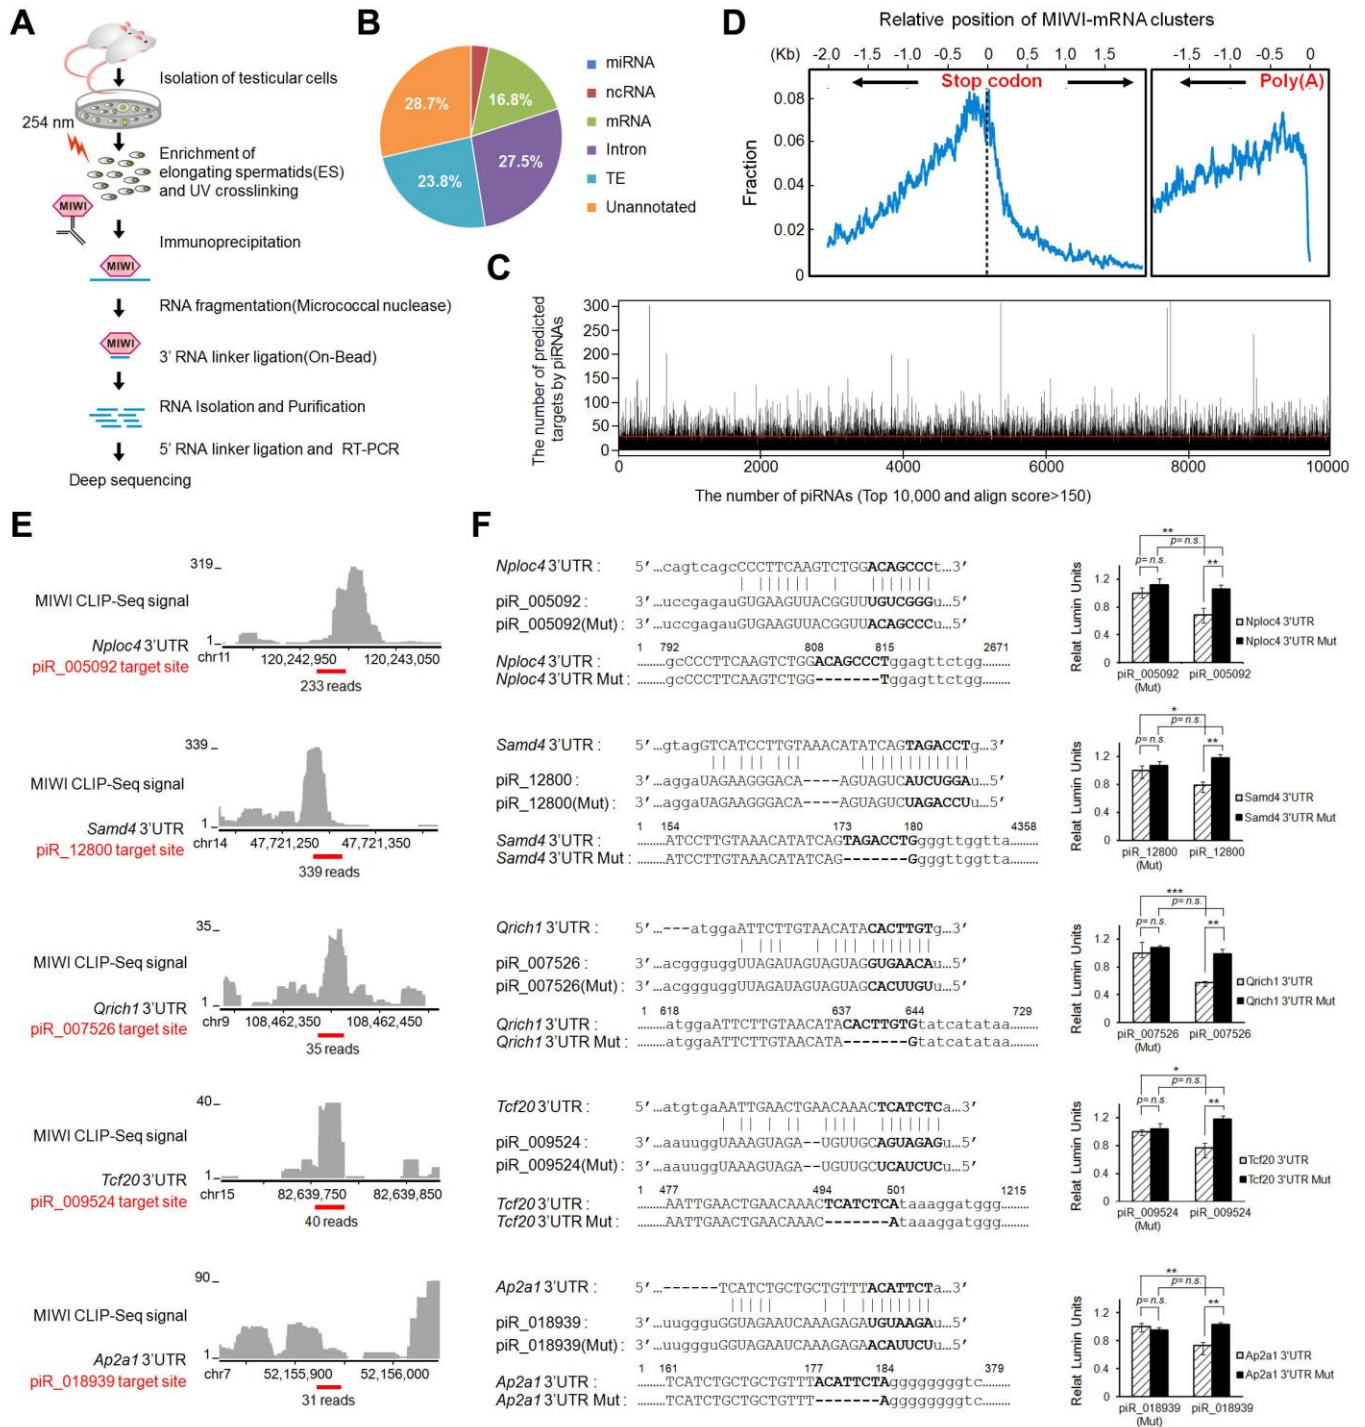 A
Isolation of testicular cells
254 nm
Enrichment of
elongating spermatids(ES)
and UV crosslinking
MIWI
Immunoprecipitation
MIWI
RNA fragmentation(Micrococcal nuclease)
MIWI
3' RNA linker ligation(On-Bead)
RNA Isolation and Purification
5' RNA linker ligation and RT-PCR
Deep sequencing
B
28.7%
16.8%
27.5%
23.8%
miRNA
ncRNA
mRNA
Intron
TE
Unannotated
D
Relative position of MIWI-mRNA clusters
(Kb) -2.0 -1.5 -1.0 -0.5 0 0.5 1.0 1.5
-1.5 -0.5 0
Stop codon
Poly(A)
Fraction
0.08
0.06
0.04
0.02
0
C
The number of predicted
targets by piRNAs
300
250
200
150
100
50
0
0 2000 4000 6000 8000 10000
The number of piRNAs (Top 10,000 and align score>150)
E
319
MIWI CLIP-Seq signal
1
Nploc4 3'UTR
chr11 120,242,950 120,243,050
piR_005092 target site
233 reads
339
MIWI CLIP-Seq signal
1
Samd4 3'UTR
chr14 47,721,250 47,721,350
piR_12800 target site
339 reads
35
MIWI CLIP-Seq signal
1
Qrich1 3'UTR
chr9 108,462,350 108,462,450
piR_007526 target site
35 reads
40
MIWI CLIP-Seq signal
1
Tcf20 3'UTR
chr15 82,639,750 82,639,850
piR_009524 target site
40 reads
90
MIWI CLIP-Seq signal
1
Ap2a1 3'UTR
chr7 52,155,900 52,156,000
piR_018939 target site
31 reads
F
Nploc4 3'UTR : 5'…cagtcagcCCCTTCAAGTCTGGACAGCCCt…3'
piR_005092 : 3'…uccgagauGUGAAGUUACGGUUUGUCGGGu…5'
piR_005092(Mut) : 3'…uccgagauGUGAAGUUACGGUUACAGCCCu…5'
1 792 808 815 2671
Nploc4 3'UTR : ………gcCCCTTCAAGTCTGGACAGCCCTggagttctgg………
Nploc4 3'UTR Mut : ………gcCCCTTCAAGTCTGG-------Tggagttctgg………
** p= n.s.
p= n.s. **
Relat Lumin Units
1.2
0.8
0.4
0
piR_005092 (Mut) piR_005092
Nploc4 3'UTR
Nploc4 3'UTR Mut
Samd4 3'UTR : 5'…gtagGTCATCCTTGTAAACATATCAGTAGACCTg…3'
piR_12800 : 3'…aggaUAGAAGGGACA----AGUAGUCAUCUGGAu…5'
piR_12800(Mut) : 3'…aggaUAGAAGGGACA----AGUAGUCUAGACCUu…5'
1 154 173 180 4358
Samd4 3'UTR : ………ATCCTTGTAAACATATCAGTAGACCTGgggttggtta………
Samd4 3'UTR Mut : ………ATCCTTGTAAACATATCAG-------Ggggttggtta………
* p= n.s.
p= n.s. **
Relat Lumin Units
1.2
0.8
0.4
0
piR_12800 (Mut) piR_12800
Samd4 3'UTR
Samd4 3'UTR Mut
Qrich1 3'UTR : 5'…---atggaATTCTTGTAACATACACTTGTg…3'
piR_007526 : 3'…acggguggUUAGAUAGUAGUAGGUGAACAu…5'
piR_007526(Mut) : 3'…acggguggUUAGAUAGUAGUAGCACUUGUu…5'
1 618 637 644 729
Qrich1 3'UTR : ………atggaATTCTTGTAACATACACTTGTGtatcatataa………
Qrich1 3'UTR Mut : ………atggaATTCTTGTAACATA-------Gtatcatataa………
*** p= n.s.
p= n.s. **
Relat Lumin Units
1.2
0.8
0.4
0
piR_007526 (Mut) piR_007526
Qrich1 3'UTR
Qrich1 3'UTR Mut
Tcf20 3'UTR : 5'…atgtgaAATTGAACTGAACAAACTCATCTCa…3'
piR_009524 : 3'…aauuggUAAAGUAGA--UGUUGCAGUAGAGu…5'
piR_009524(Mut) : 3'…aauuggUAAAGUAGA--UGUUGCUCAUCUCu…5'
1 477 494 501 1215
Tcf20 3'UTR : ………AATTGAACTGAACAAACTCATCTCAtaaaggatggg………
Tcf20 3'UTR Mut : ………AATTGAACTGAACAAAC-------Ataaaggatggg………
* p= n.s.
p= n.s. **
Relat Lumin Units
1.2
0.8
0.4
0
piR_009524 (Mut) piR_009524
Tcf20 3'UTR
Tcf20 3'UTR Mut
Ap2a1 3'UTR : 5'…------TCATCTGCTGCTGTTTACATTCTa…3'
piR_018939 : 3'…uuggguGGUAGAAUCAAAGAGAUGUAAGAu…5'
piR_018939(Mut) : 3'…uuggguGGUAGAAUCAAAGAGAACAUUCUu…5'
1 161 177 184 379
Ap2a1 3'UTR : ………TCATCTGCTGCTGTTTACATTCTAggggggggtc………
Ap2a1 3'UTR Mut : ………TCATCTGCTGCTGTTT-------Aggggggggtc………
** p= n.s.
p= n.s. **
Relat Lumin Units
1.2
0.8
0.4
0
piR_018939 (Mut) piR_018939
Ap2a1 3'UTR
Ap2a1 3'UTR Mut